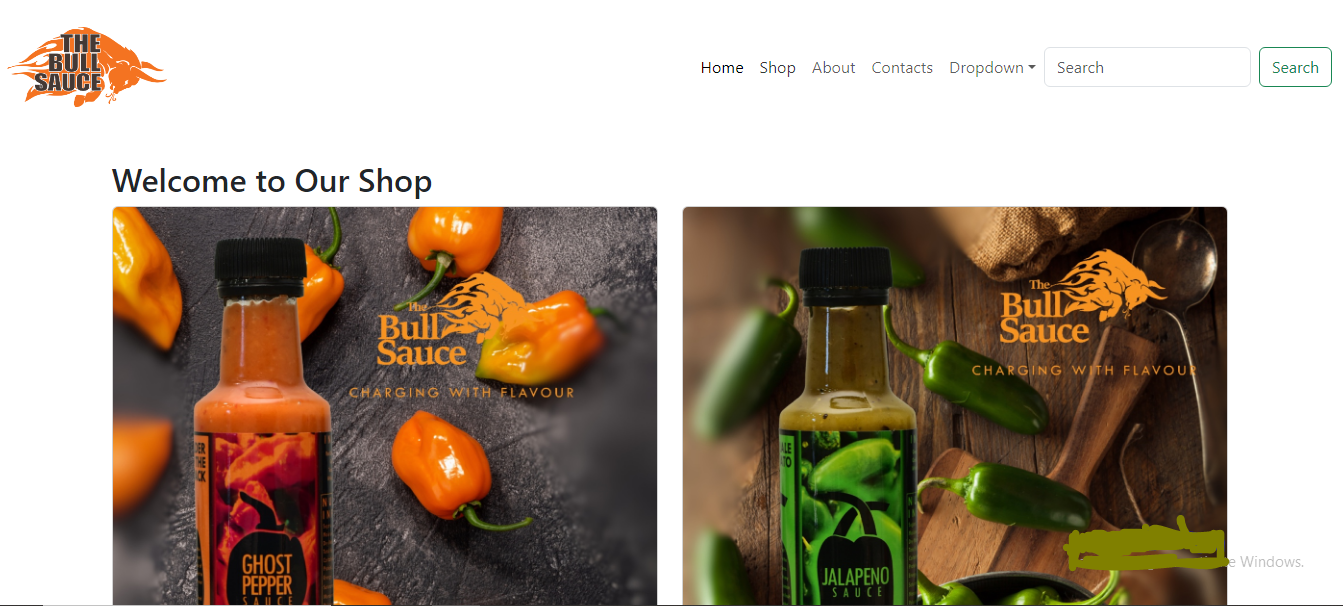 THE
BULL
SAUCE
Home Shop About Contacts Dropdown Search Search
Welcome to Our Shop
The
Bull
Sauce
CHARGING WITH FLAVOUR
GHOST
PEPPER
SAUCE
The
Bull
Sauce
CHARGING WITH FLAVOUR
JALAPENO
SAUCE
Windows.